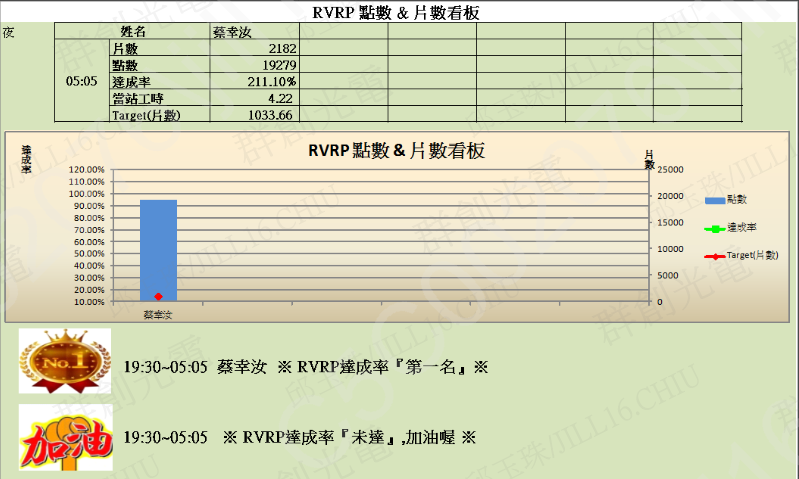 RVRP 點數 & 片數看板
夜 姓名 蔡幸汝
片數 2182
點數 19279
05:05 達成率 211.10%
當站工時 4.22
Target(片數) 1033.66
RVRP 點數 & 片數看板
達成率
片數
120.00%
110.00%
100.00%
90.00%
80.00%
70.00%
60.00%
50.00%
40.00%
30.00%
20.00%
10.00%
25000
20000
15000
10000
5000
0
點數
達成率
Target(片數)
蔡幸汝
No.1
19:30~05:05 蔡幸汝 ※ RVRP達成率『第一名』※
加油
19:30~05:05 ※ RVRP達成率『未達』,加油喔 ※
群創光電
邱玉珠/JILL16.CHIU